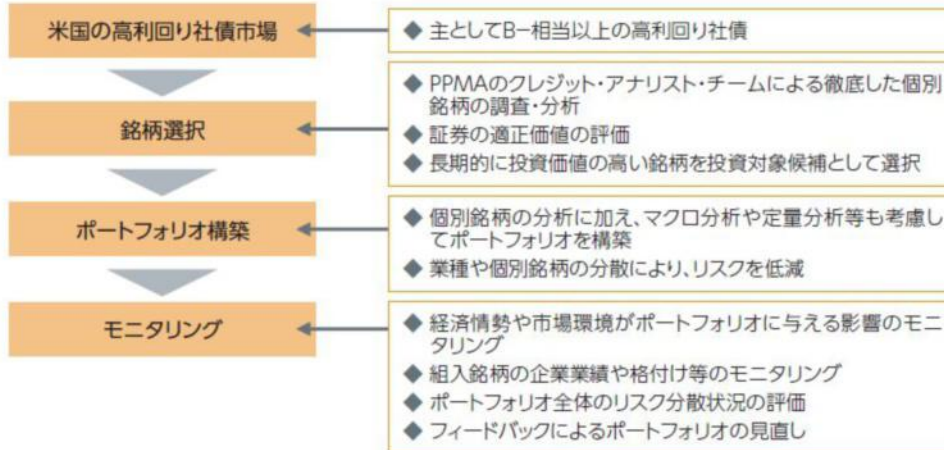 米国の高利回り社債市場
◆ 主としてB−相当以上の高利回り社債
銘柄選択
◆ PPMAのクレジット・アナリスト・チームによる徹底した個別
銘柄の調査・分析
◆ 証券の適正価値の評価
◆ 長期的に投資価値の高い銘柄を投資対象候補として選択
ポートフォリオ構築
◆ 個別銘柄の分析に加え、マクロ分析や定量分析等も考慮し
てポートフォリオを構築
◆ 業種や個別銘柄の分散により、リスクを低減
モニタリング
◆ 経済情勢や市場環境がポートフォリオに与える影響のモニ
タリング
◆ 組入銘柄の企業業績や格付け等のモニタリング
◆ ポートフォリオ全体のリスク分散状況の評価
◆ フィードバックによるポートフォリオの見直し